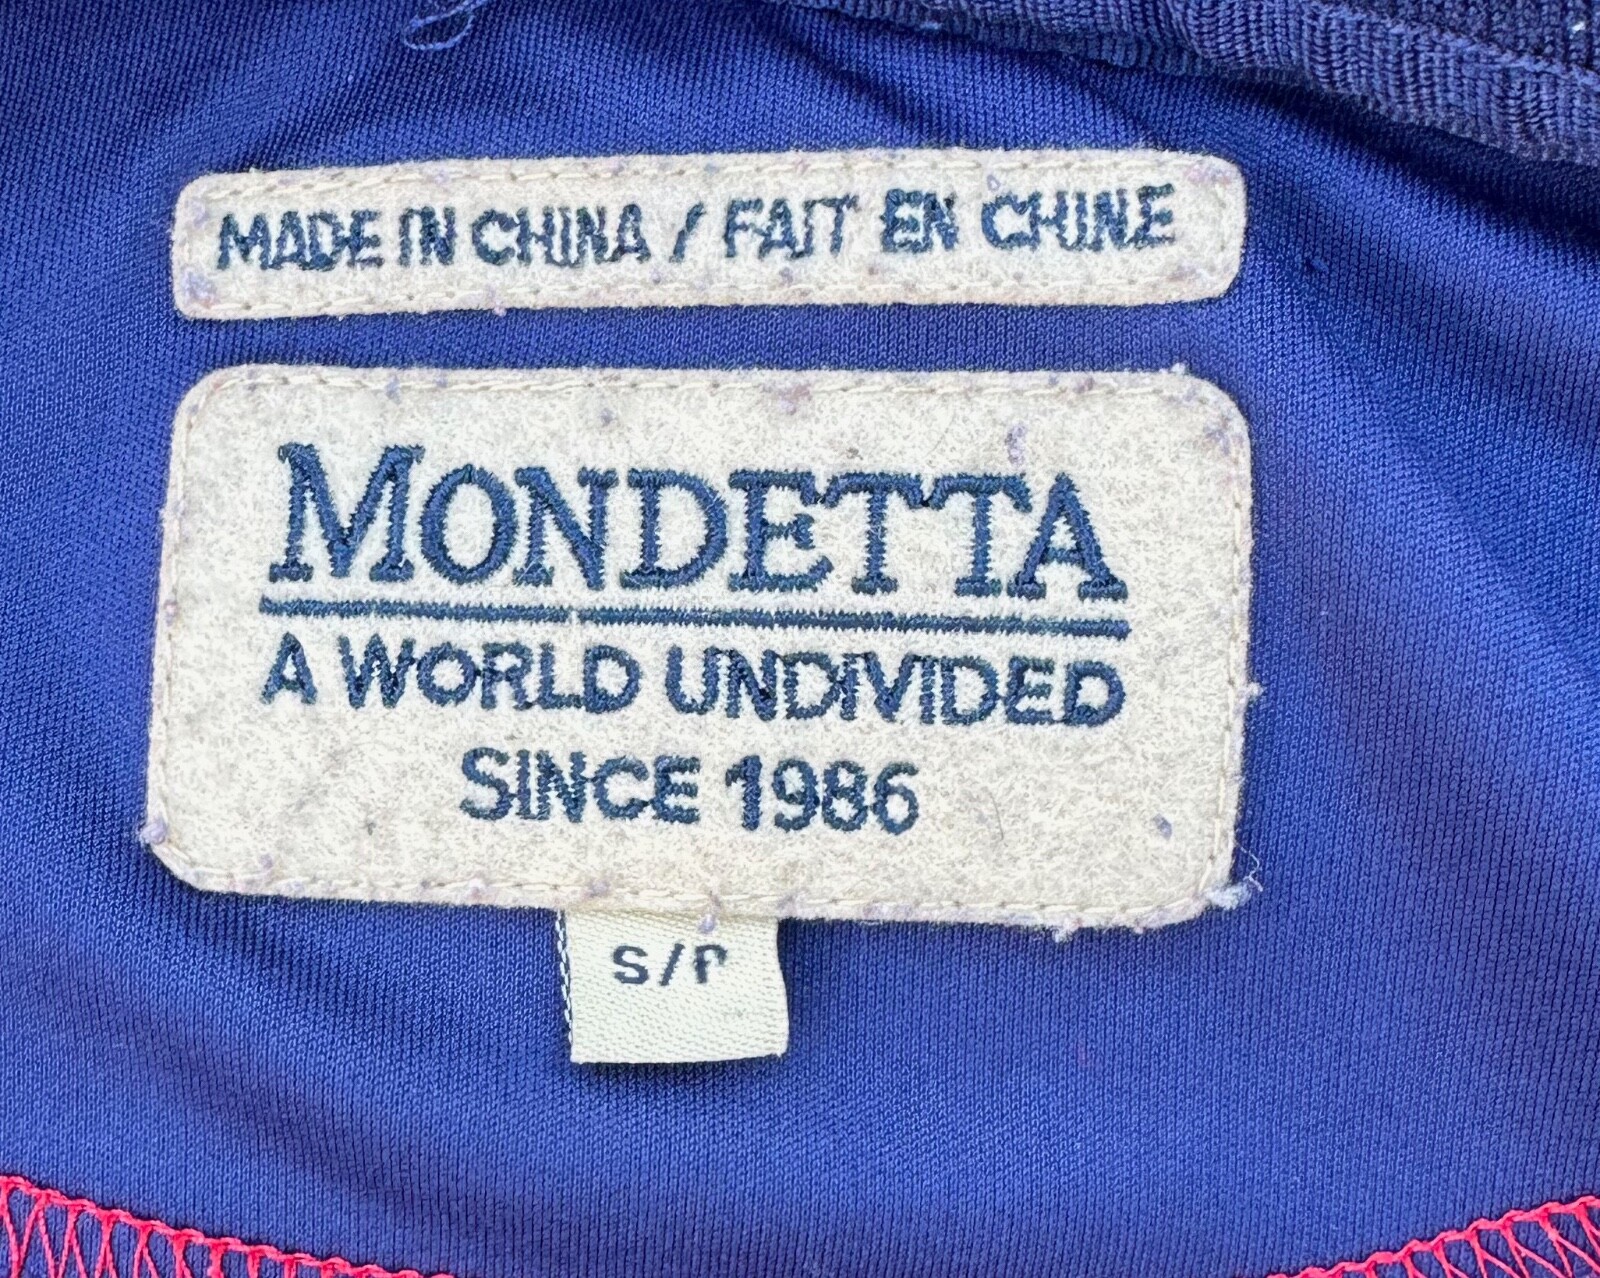 MADE IN CHINA / FAIT EN CHINE
MONDETTA
A WORLD UNDIVIDED
SINCE 1986
S/P